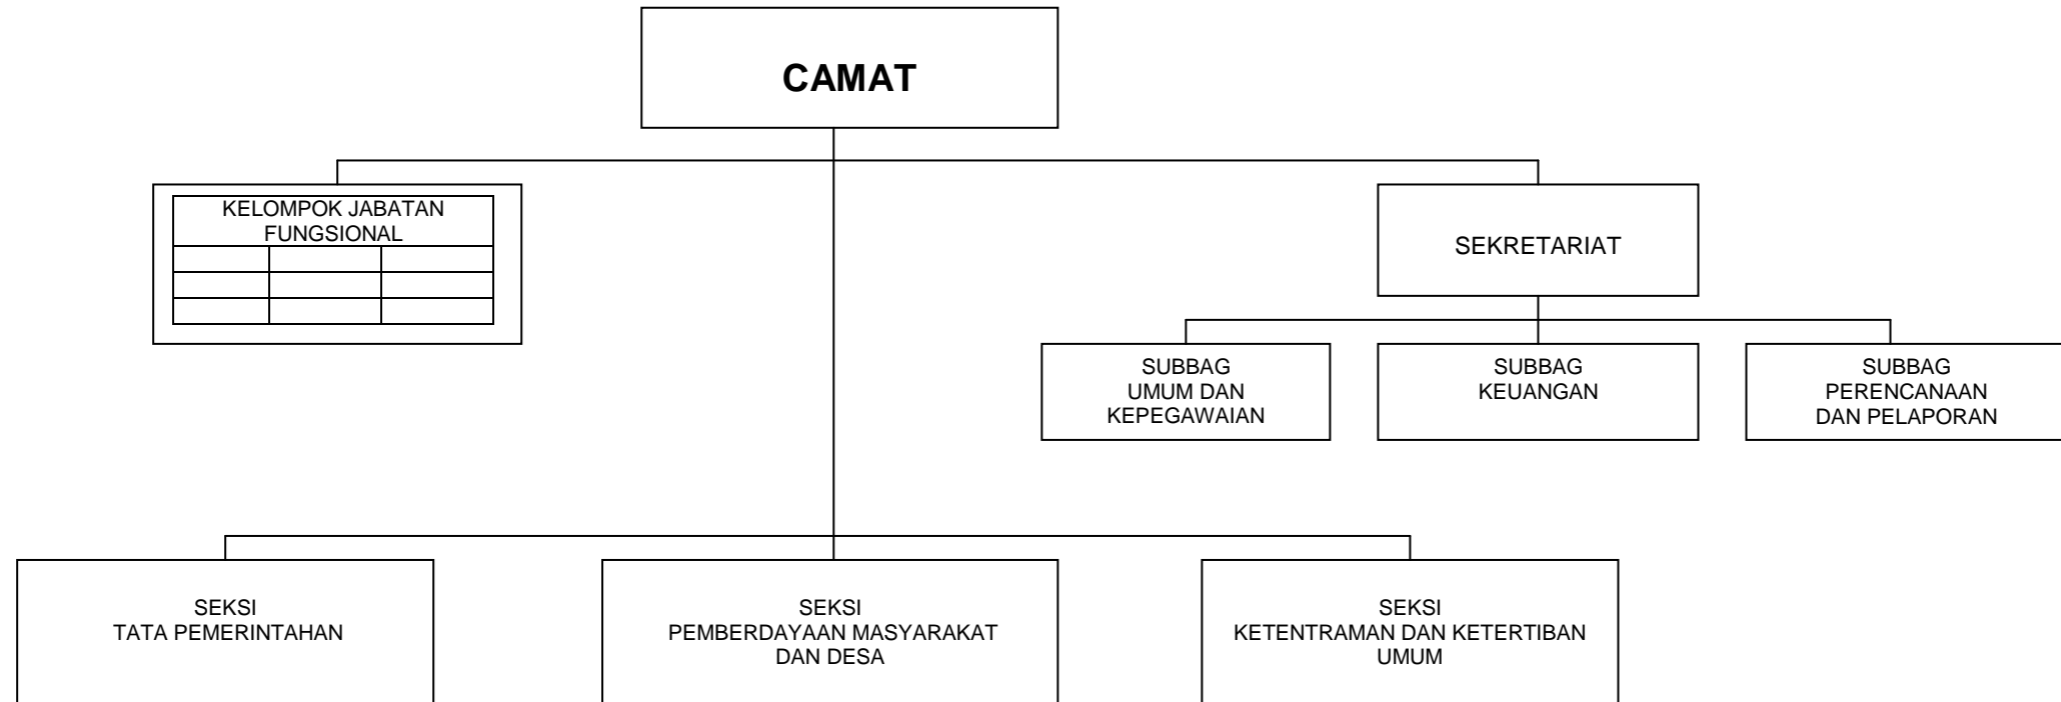 CAMAT
KELOMPOK JABATAN
FUNGSIONAL
SEKRETARIAT
SUBBAG
UMUM DAN
KEPEGAWAIAN
SUBBAG
KEUANGAN
SUBBAG
PERENCANAAN
DAN PELAPORAN
SEKSI
TATA PEMERINTAHAN
SEKSI
PEMBERDAYAAN MASYARAKAT
DAN DESA
SEKSI
KETENTRAMAN DAN KETERTIBAN
UMUM